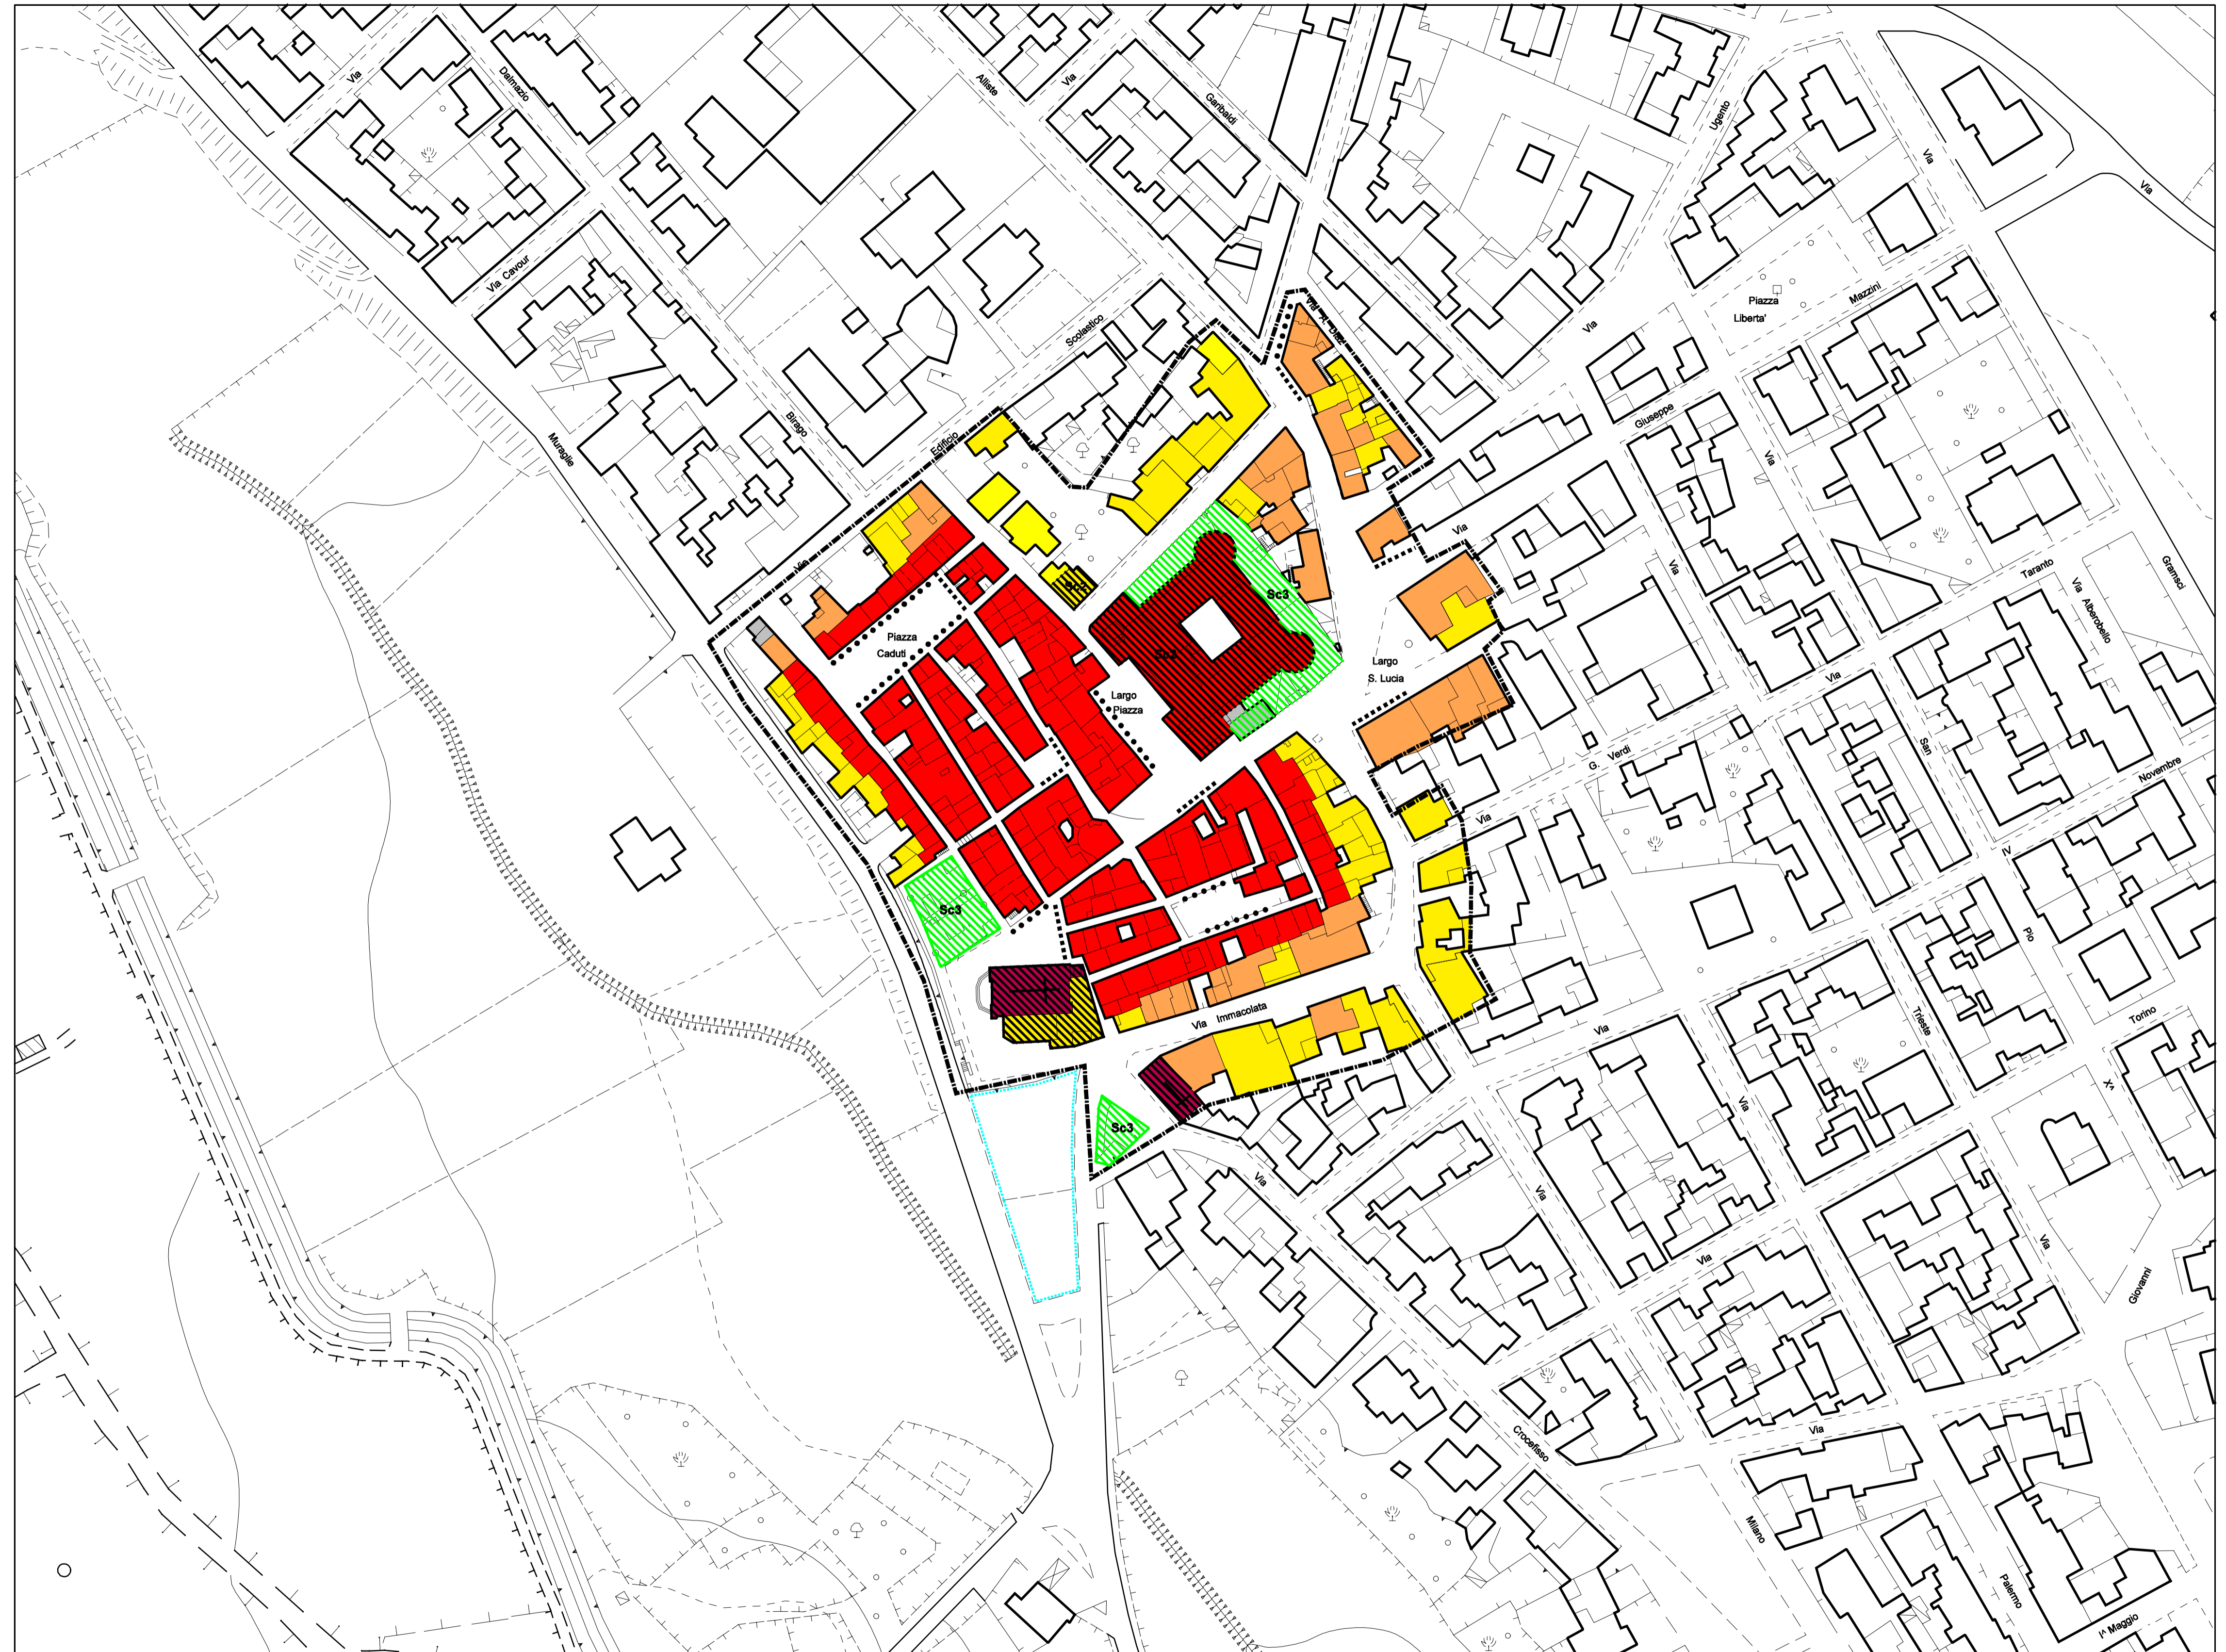 Via
Dalmazio
Alliste
Via
Garibaldi
Ugento
Via
Via
Via Cavour
Piazza
Liberta'
Mazzini
Via
Scolastico
Via A. Diaz
Giuseppe
Muraglie
Birago
Edificio
Via
Via
Via
Via
Sc3
Taranto
Via
Alberobello
Gramsci
Piazza
Caduti
Largo
S. Lucia
Via
Largo
Piazza
San
G. Verdi
Novembre
Via
IV
Sc3
Pio
Via Immacolata
Via
Trieste
Torino
X^
Via
Sc3
Via
Via
Via
Via
Giovanni
Crocefisso
Via
Milano
Palermo
I^ Maggio